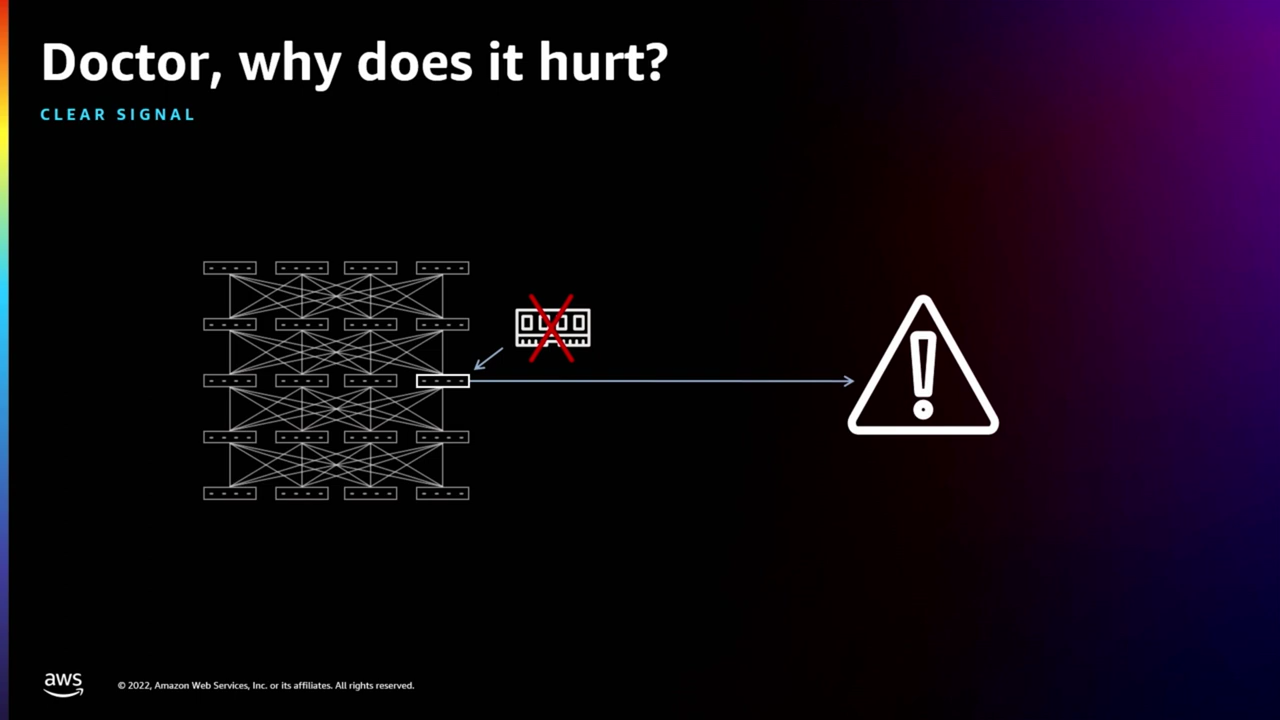 Doctor, why does it hurt?
CLEAR SIGNAL
aws
© 2022, Amazon Web Services, Inc. or its affiliates. All rights reserved.